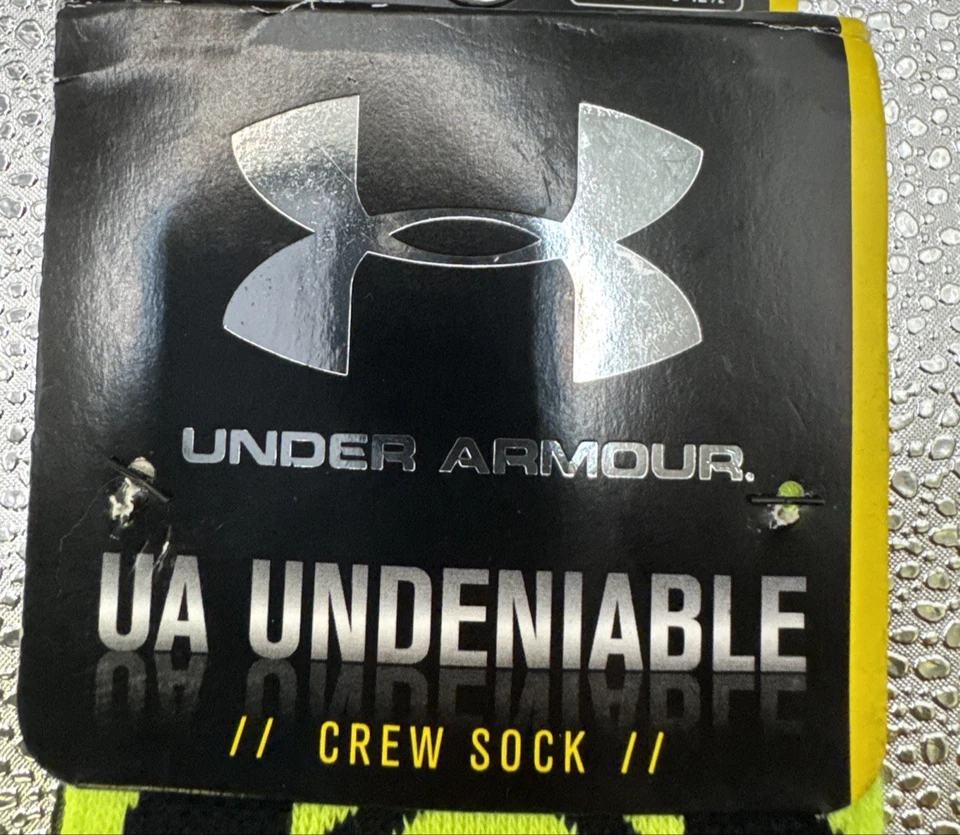 UNDER ARMOUR.
UA UNDENIABLE
// CREW SOCK //